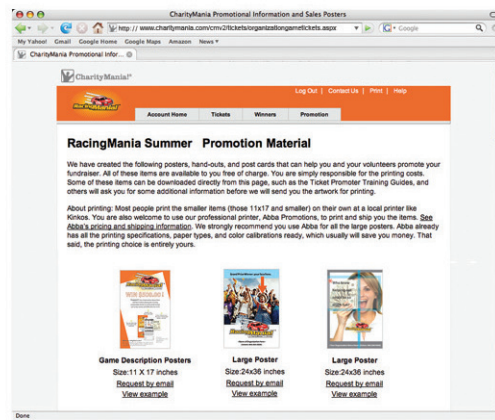 CharityMania Promotional Information and Sales Posters
http://www.charitymania.com/cmv2/tickets/organizationgametickets.aspx
Google
My Yahoo! Gmail Google Home Google Maps Amazon News
CharityMania Promotional Infor...
CharityMania!
Log Out | Contact Us | Print | Help
RacingMania!
Account Home Tickets Winners Promotion
RacingMania Summer Promotion Material
We have created the following posters, hand-outs, and post cards that can help you and your volunteers promote your
fundraiser. All of these items are available to you free of charge. You are simply responsible for the printing costs.
Some of these items can be downloaded directly from this page, such as the Ticket Promoter Training Guides, and
others will ask you for some additional information before we will send you the artwork for printing.
About printing: Most people print the smaller items (those 11x17 and smaller) on their own at a local printer like
Kinkos. You are also welcome to use our professional printer, Abba Promotions, to print and ship you the items. See
Abba's pricing and shipping information. We strongly recommend you use Abba for all the large posters. Abba already
has all the printing specifications, paper types, and color calibrations ready, which usually will save you money. That
said, the printing choice is entirely yours.
Game Description Posters
Size:11 X 17 inches
Request by email
View example
Large Poster
Size:24x36 inches
Request by email
View example
Large Poster
Size:24x36 inches
Request by email
View example
Done